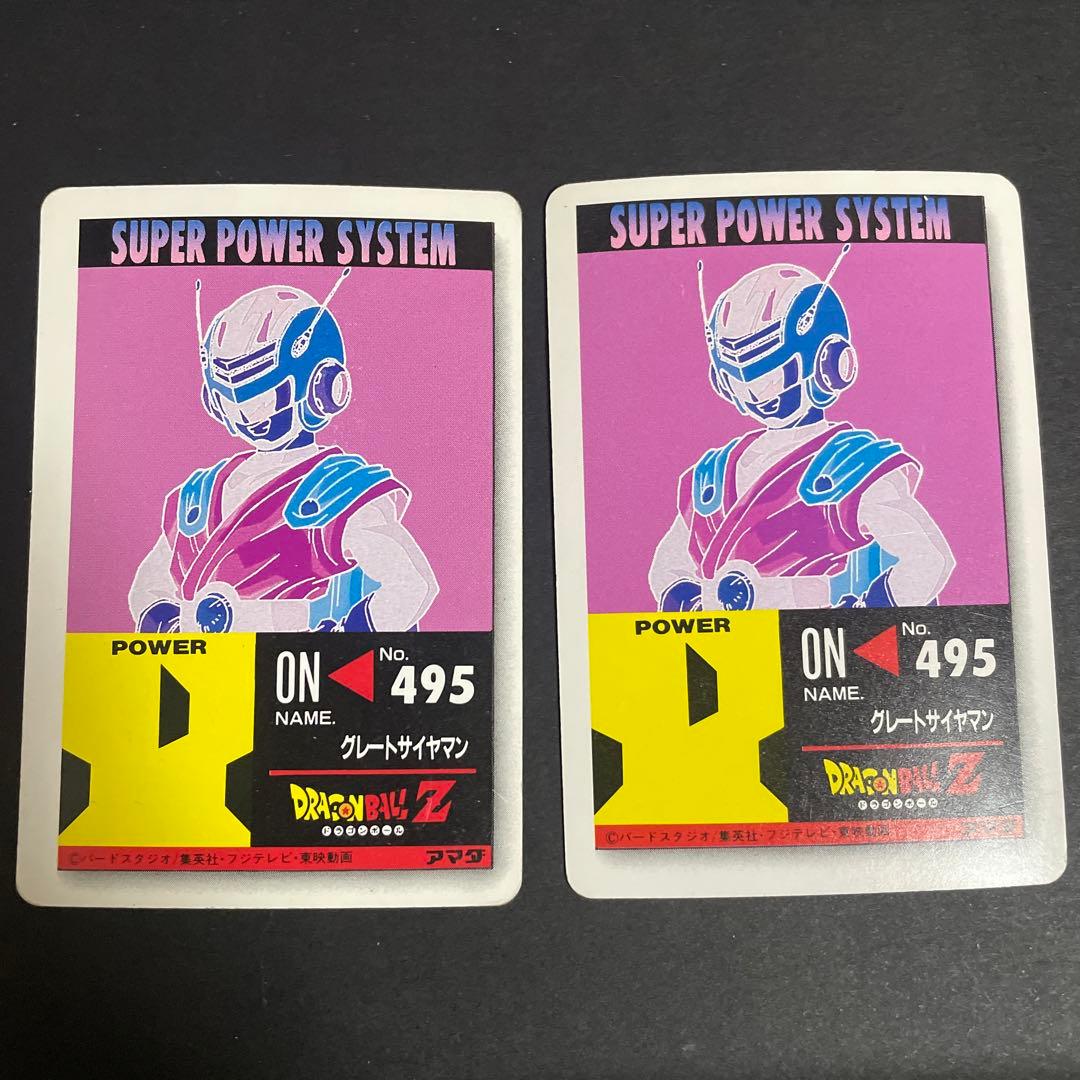 SUPER POWER SYSTEM
POWER
ON
No.
495
NAME.
グレートサイヤマン
DRAGON BALL Z
ドラゴンボール
©バードスタジオ/集英社・フジテレビ・東映動画
アマダ
SUPER POWER SYSTEM
POWER
ON
No.
495
NAME.
グレートサイヤマン
DRAGON BALL Z
ドラゴンボール
©バードスタジオ/集英社・フジテレビ・東映動画
アマダ